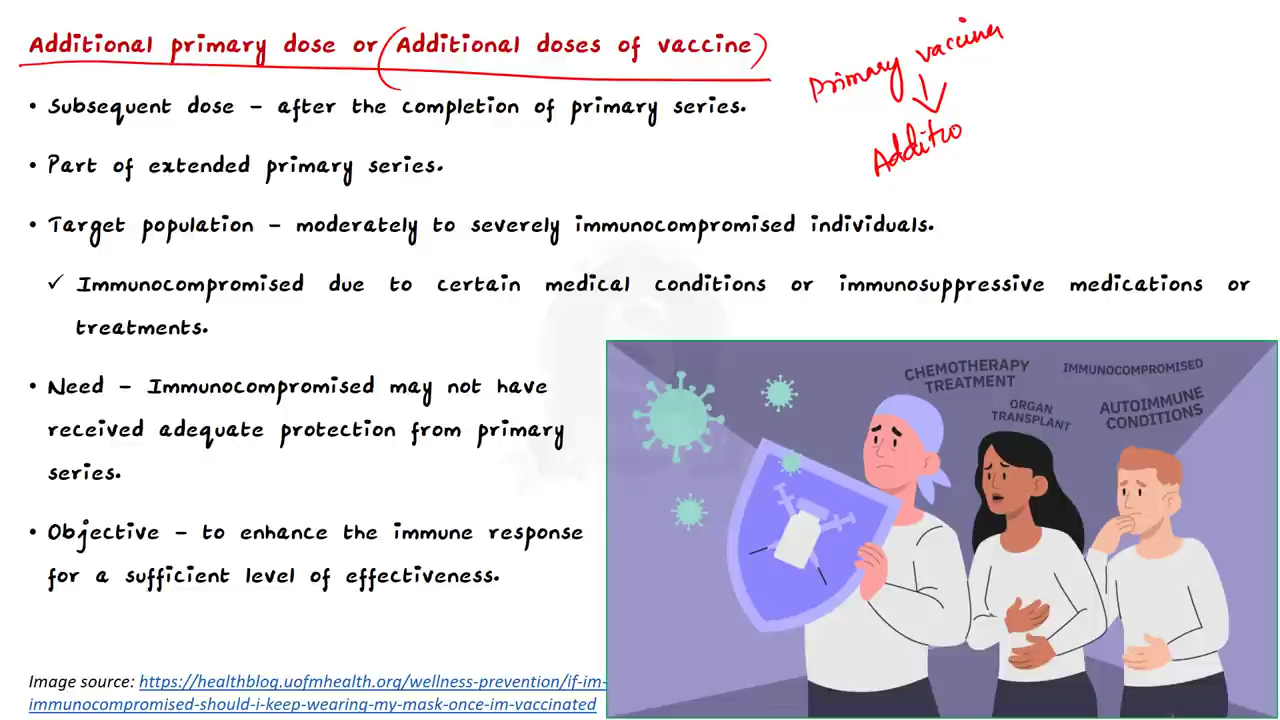 Additional primary dose or (Additional doses of vaccine)
Primary vaccines
Additio
• Subsequent dose – after the completion of primary series.
• Part of extended primary series.
• Target population – moderately to severely immunocompromised individuals.
✓ Immunocompromised due to certain medical conditions or immunosuppressive medications or
treatments.
• Need – Immunocompromised may not have
received adequate protection from primary
series.
• Objective – to enhance the immune response
for a sufficient level of effectiveness.
CHEMOTHERAPY
TREATMENT
IMMUNOCOMPROMISED
ORGAN
TRANSPLANT
AUTOIMMUNE
CONDITIONS
Image source: https://healthblog.uofmhealth.org/wellness-prevention/if-im-
immunocompromised-should-i-keep-wearing-my-mask-once-im-vaccinated